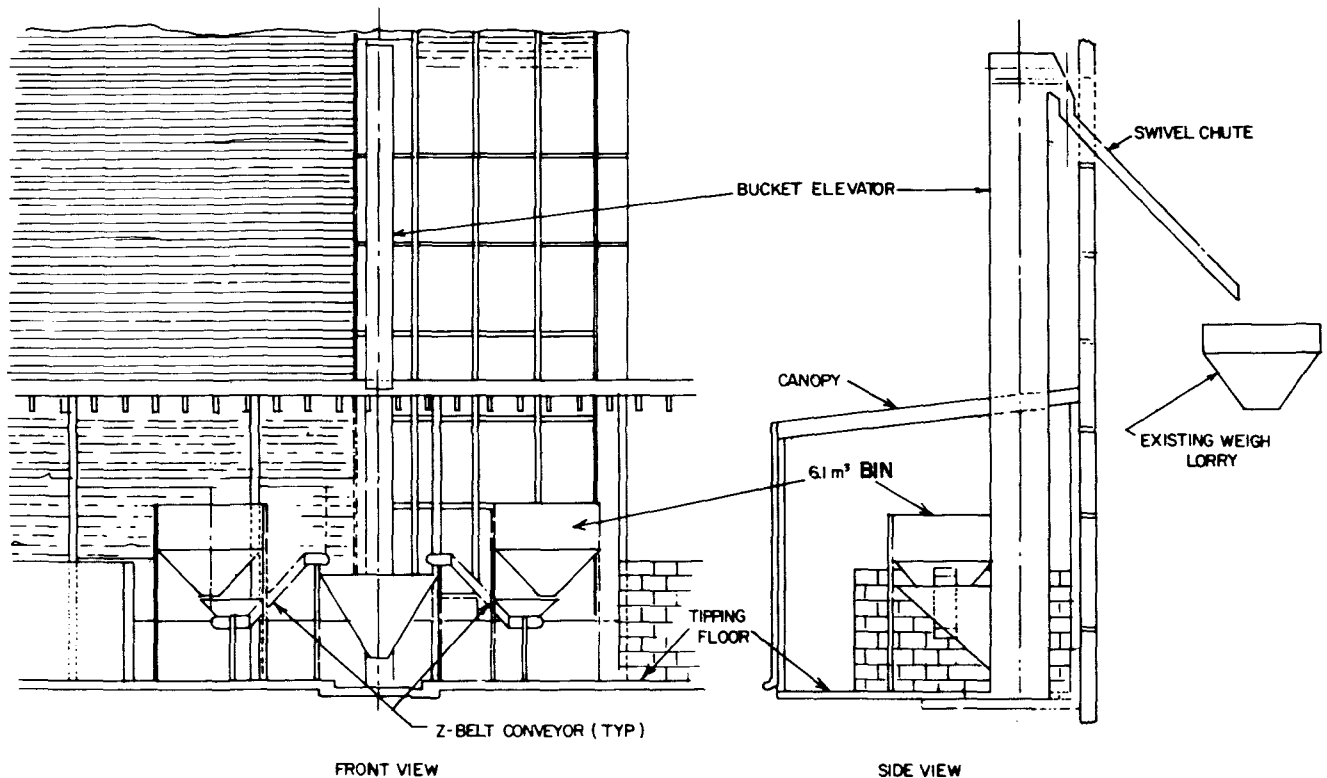 SWIVEL CHUTE
BUCKET ELEVATOR
CANOPY
EXISTING WEIGH
LORRY
6.1 m³ BIN
TIPPING
FLOOR
Z-BELT CONVEYOR (TYP)
FRONT VIEW
SIDE VIEW